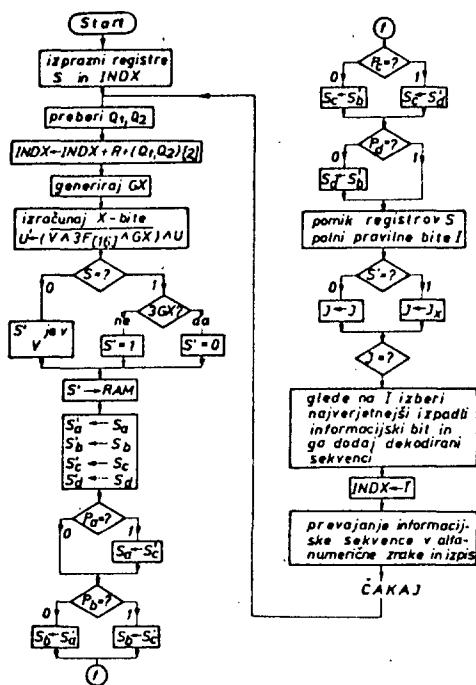 Start
izprazni registre
S in INDX
preberi Q1,Q2
INDX←INDX+R+(Q1,Q2)[2]
generiraj GX
izračunaj X-bite
U'←(V∧3F[16]∧GX)∧U
S=?
0
1
3GX?
ne
da
S'=1
S'=0
S' → RAM
S'a ← Sa
S'b ← Sb
S'c ← Sc
S'd ← Sd
Pa=?
0
1
Sa←S'c
Pb=?
0
1
Sb←S'a
Sb←S'c
1
1
Pc=?
0
1
Sc←S'b
Sc←S'd
Pd=?
0
1
Sd←S'b
pomik registrov S
polni pravilne bite I
S'=?
0
1
J←J
J←Jx
J=?
glede na I izberi
najverjetnejši izpadli
informacijski bit in
ga dodaj dekodirani
sekvenci
INDX←I
prevajanje informacij-
ske sekvence v alfa-
numerične zrake in izpis
ČAKAJ